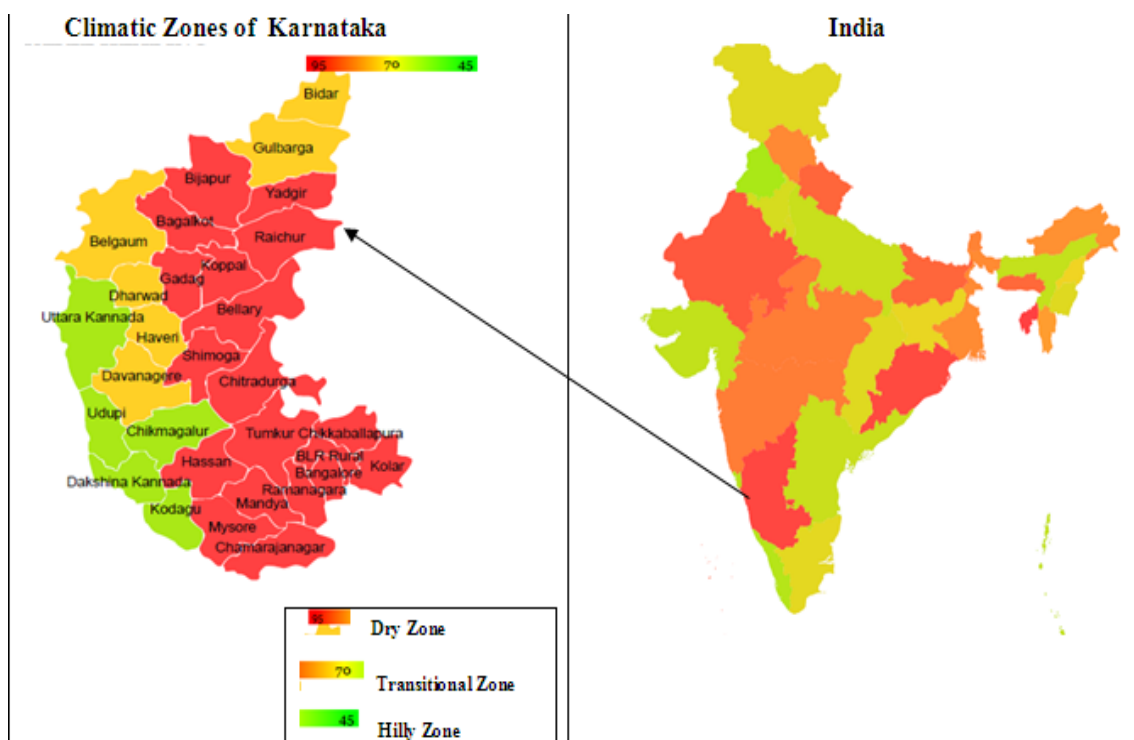 Climatic Zones of Karnataka
95 70 45
Bidar
Gulbarga
Bijapur
Yadgir
Bagalkot
Raichur
Belgaum
Koppal
Gadag
Dharwad
Bellary
Uttara Kannada
Haveri
Shimoga
Davanagere
Chitradurga
Udupi
Chikmagalur
Tumkur
Chikkaballapura
BLR Rural
Hassan
Bangalore
Kolar
Dakshina Kannada
Ramanagara
Mandya
Kodagu
Mysore
Chamarajanagar
95
Dry Zone
70
Transitional Zone
45
Hilly Zone
India